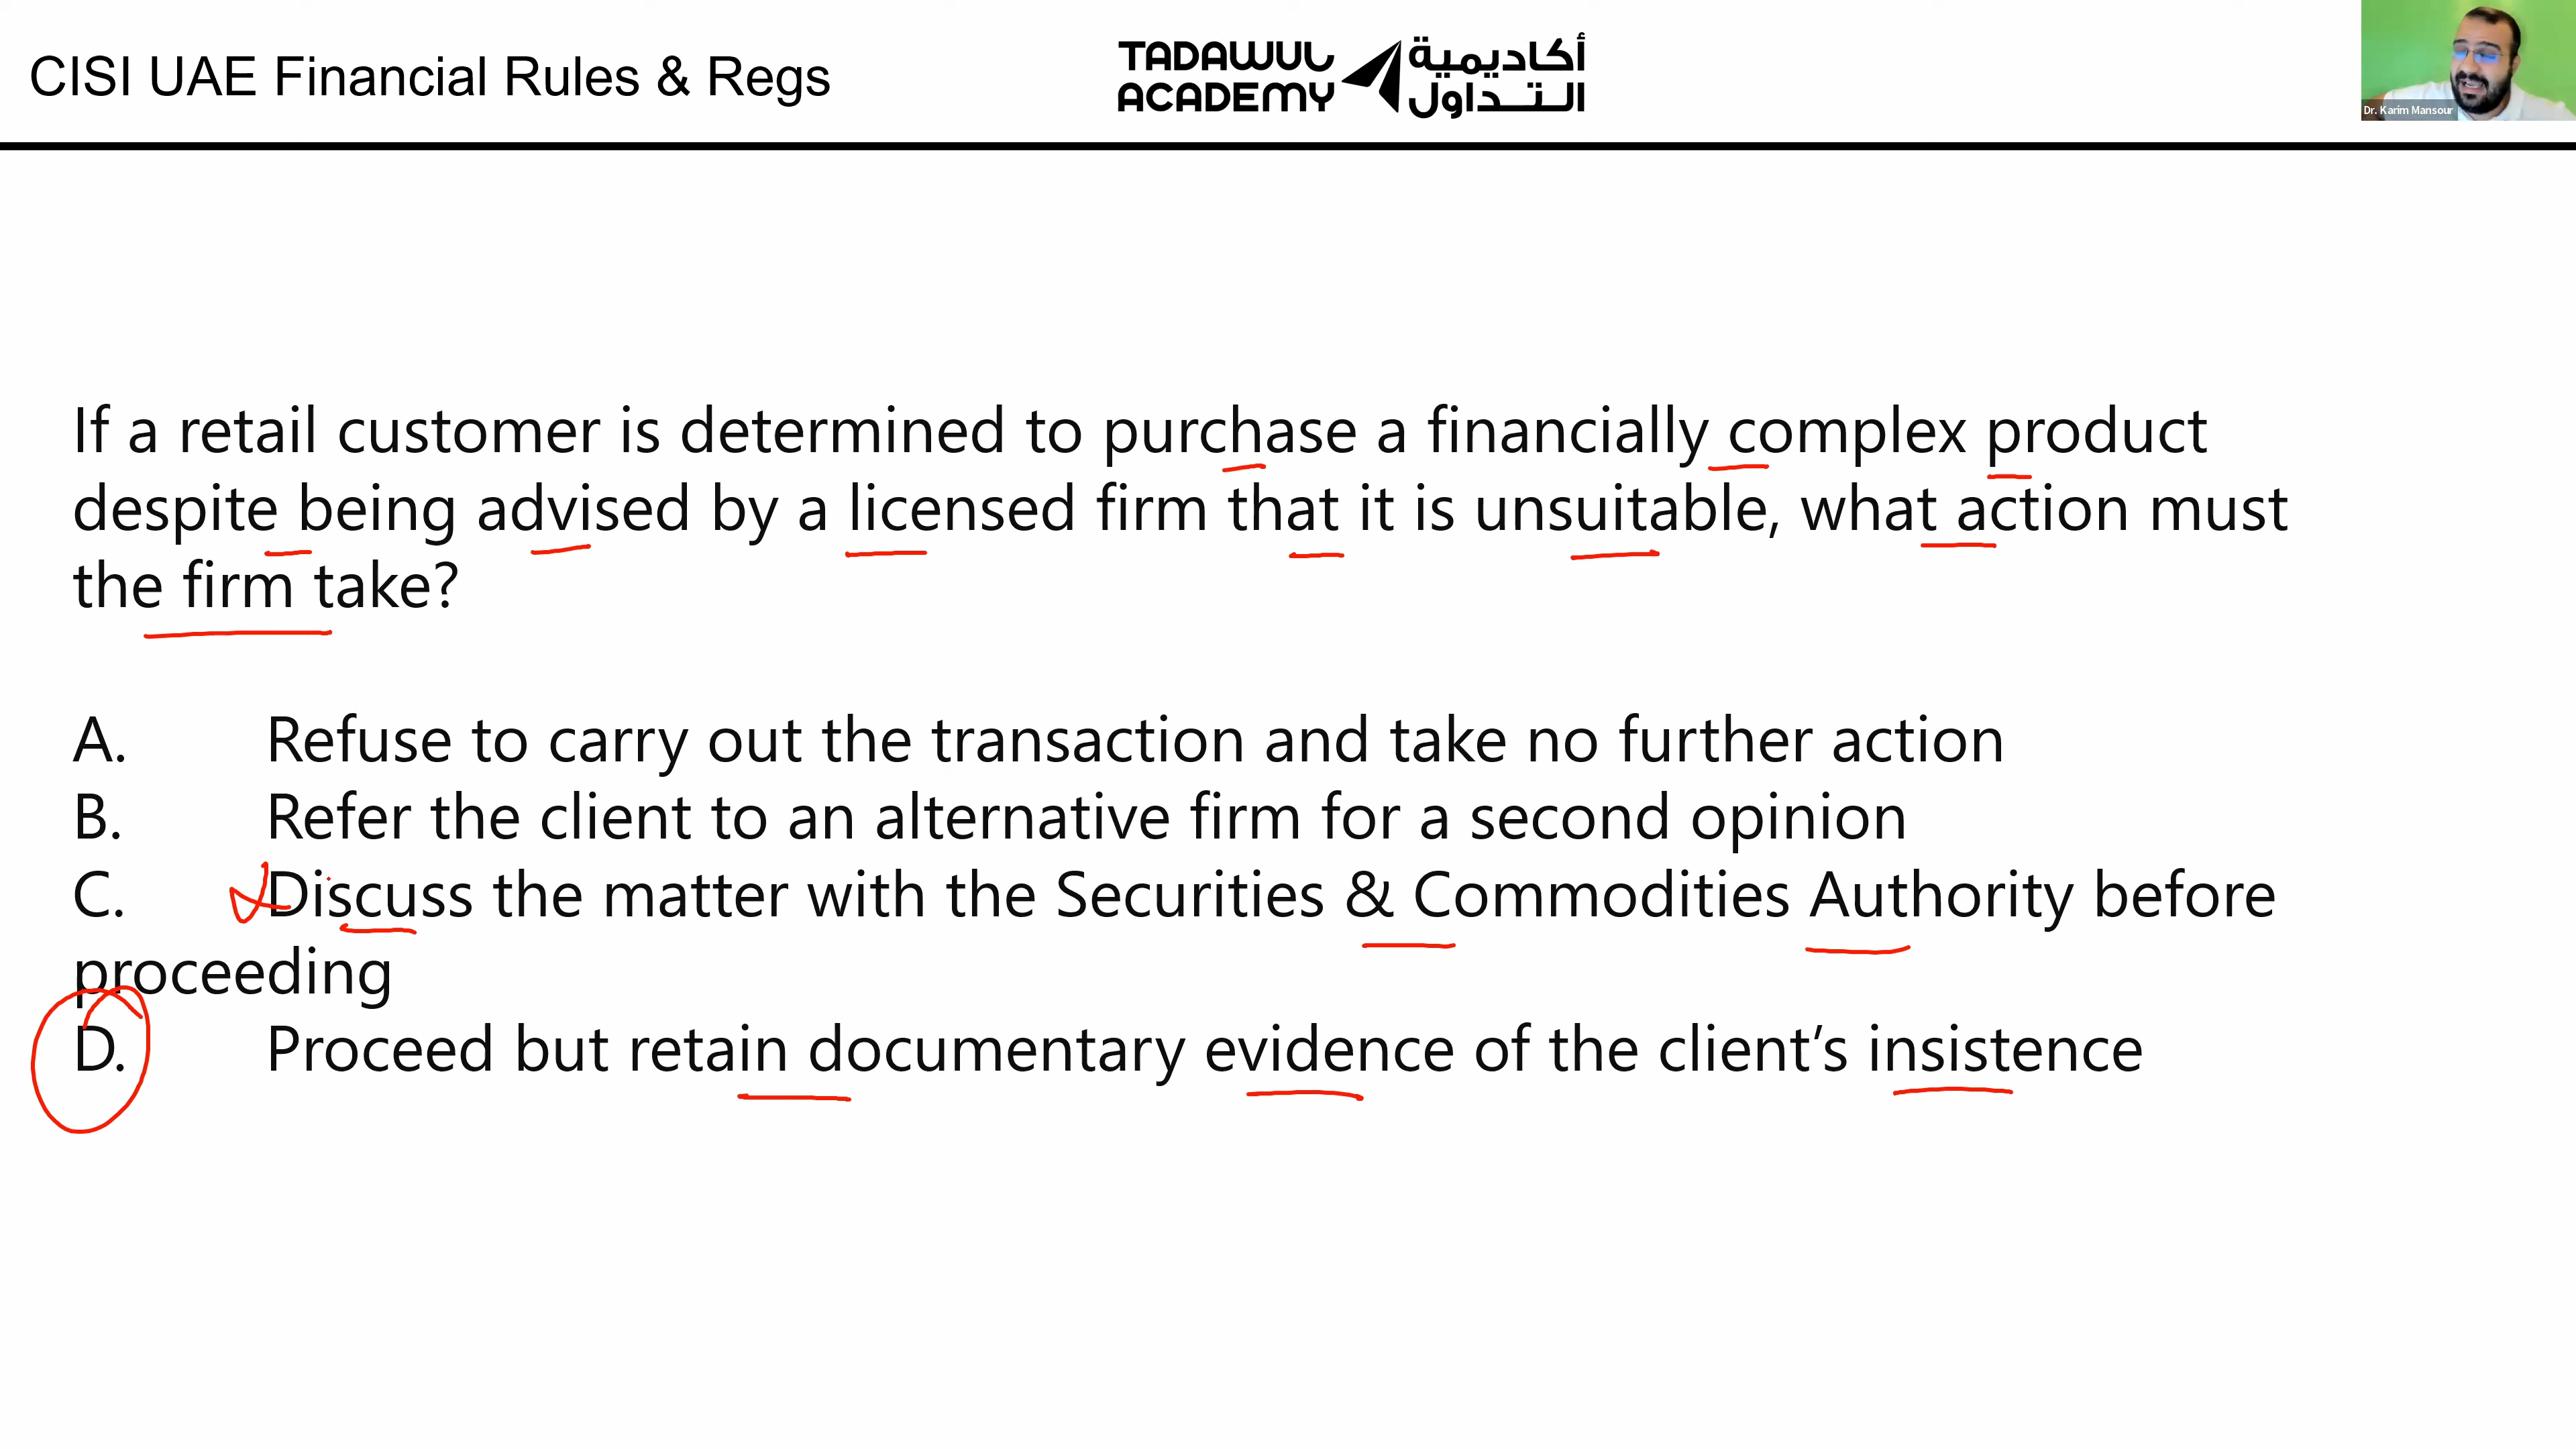 CISI UAE Financial Rules & Regs
TADAWUL
ACADEMY
أكاديمية
التـداول
Dr. Karim Mansour
If a retail customer is determined to purchase a financially complex product
despite being advised by a licensed firm that it is unsuitable, what action must
the firm take?
A. Refuse to carry out the transaction and take no further action
B. Refer the client to an alternative firm for a second opinion
C. Discuss the matter with the Securities & Commodities Authority before
proceeding
D. Proceed but retain documentary evidence of the client’s insistence